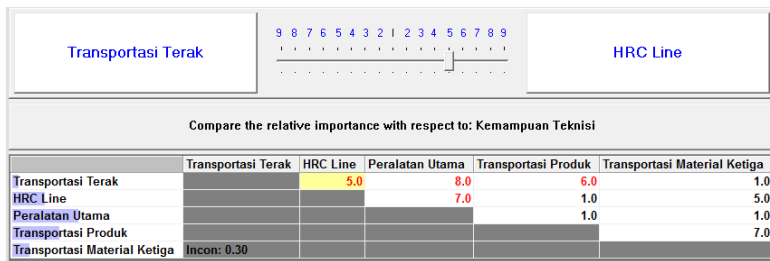 9 8 7 6 5 4 3 2 1 2 3 4 5 6 7 8 9
Transportasi Terak HRC Line
Compare the relative importance with respect to: Kemampuan Teknisi
Transportasi Terak HRC Line Peralatan Utama Transportasi Produk Transportasi Material Ketiga
Transportasi Terak 5.0 8.0 6.0 1.0
HRC Line 7.0 1.0 5.0
Peralatan Utama 1.0 1.0
Transportasi Produk 7.0
Transportasi Material Ketiga Incon: 0.30